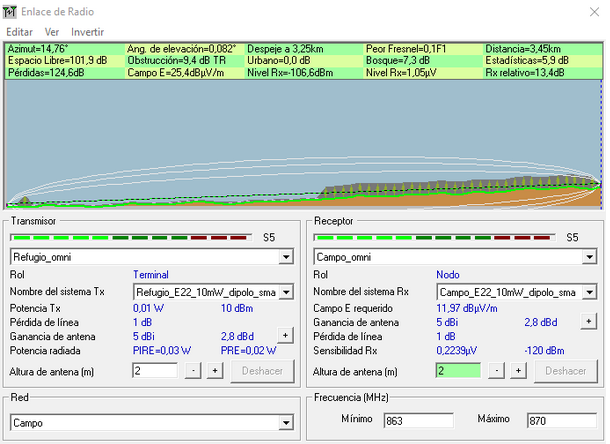 Enlace de Radio
Editar Ver Invertir
Azimut=14,76° Ang. de elevación=0,082° Despeje a 3,25km Peor Fresnel=0,1F1 Distancia=3,45km
Espacio Libre=101,9 dB Obstrucción=9,4 dB TR Urbano=0,0 dB Bosque=7,3 dB Estadísticas=5,9 dB
Pérdidas=124,6dB Campo E=25,4dBµV/m Nivel Rx=-106,6dBm Nivel Rx=1,05µV Rx relativo=13,4dB
Transmisor
S5
Refugio_omni
Rol Terminal
Nombre del sistema Tx Refugio_E22_10mW_dipolo_sma
Potencia Tx 0,01 W 10 dBm
Pérdida de línea 1 dB
Ganancia de antena 5 dBi 2,8 dBd +
Potencia radiada PIRE=0,03 W PRE=0,02 W
Altura de antena (m) 2 - + Deshacer
Receptor
S5
Campo_omni
Rol Nodo
Nombre del sistema Rx Campo_E22_10mW_dipolo_sma
Campo E requerido 11,97 dBµV/m
Ganancia de antena 5 dBi 2,8 dBd +
Pérdida de línea 1 dB
Sensibilidad Rx 0,2239µV -120 dBm
Altura de antena (m) 2 - + Deshacer
Red
Campo
Frecuencia (MHz)
Mínimo 863 Máximo 870